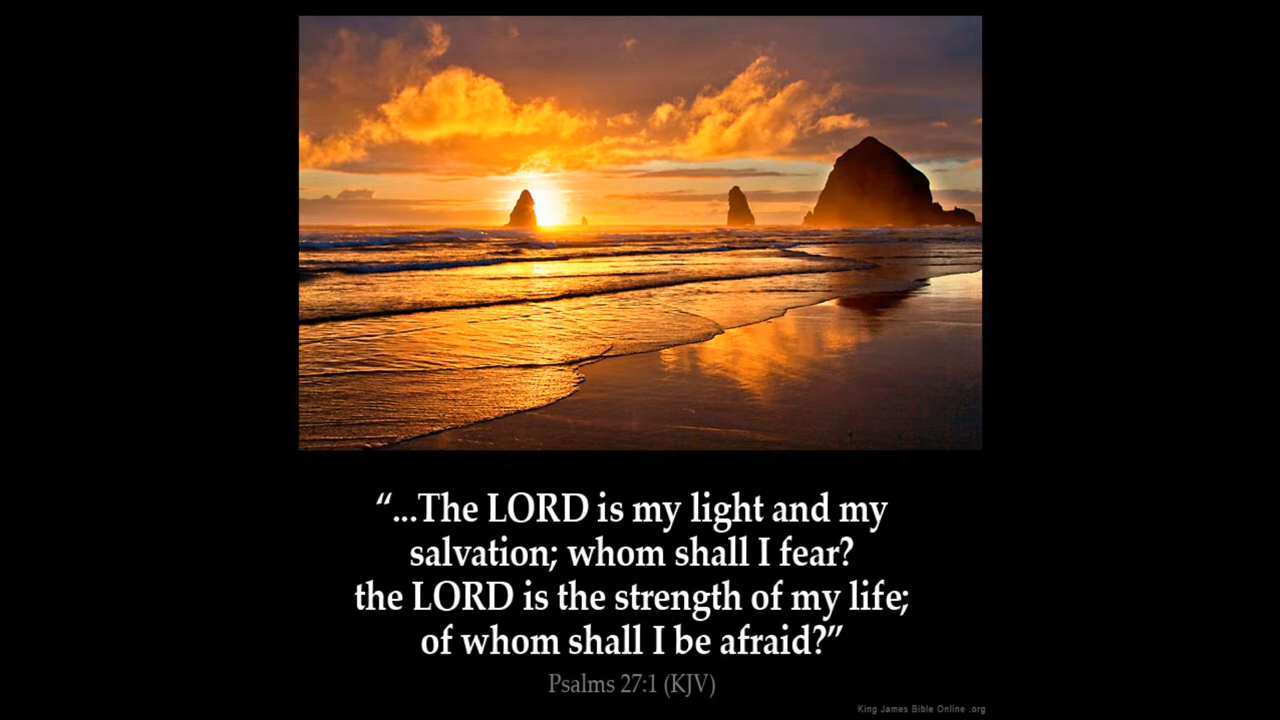 “...The LORD is my light and my
salvation; whom shall I fear?
the LORD is the strength of my life;
of whom shall I be afraid?”
Psalms 27:1 (KJV)
King James Bible Online .org